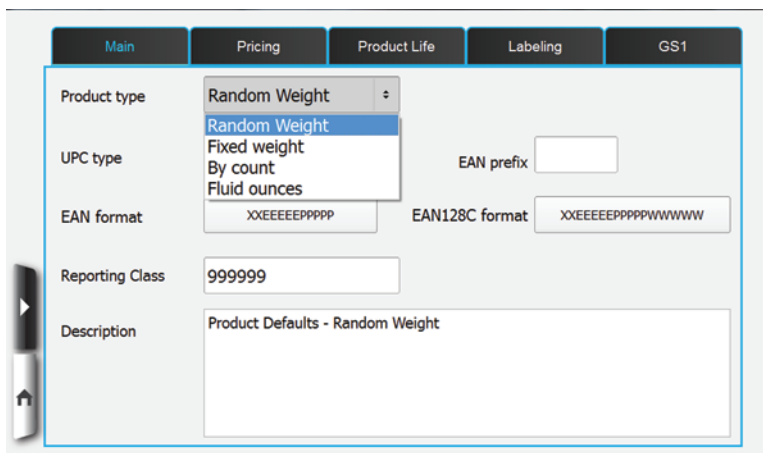 Main Pricing Product Life Labeling GS1
Product type Random Weight
Random Weight
Fixed weight
By count
Fluid ounces
UPC type EAN prefix
EAN format XXEEEEEPPPPP EAN128C format XXEEEEEPPPPPWWWWW
Reporting Class 999999
Description Product Defaults - Random Weight